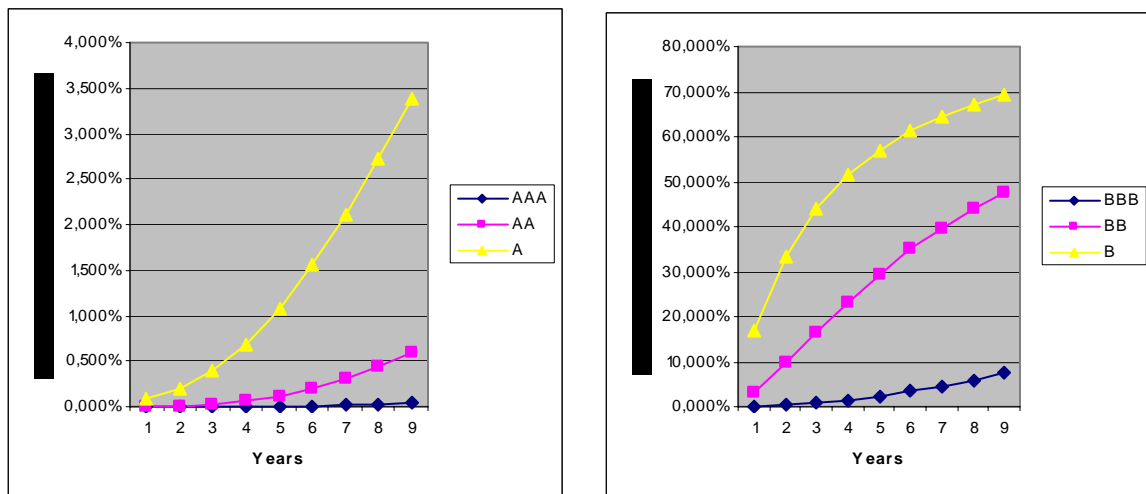 4,000%
3,500%
3,000%
2,500%
2,000%
1,500%
1,000%
0,500%
0,000%
1 2 3 4 5 6 7 8 9
Years
AAA
AA
A
80,000%
70,000%
60,000%
50,000%
40,000%
30,000%
20,000%
10,000%
0,000%
1 2 3 4 5 6 7 8 9
Years
BBB
BB
B